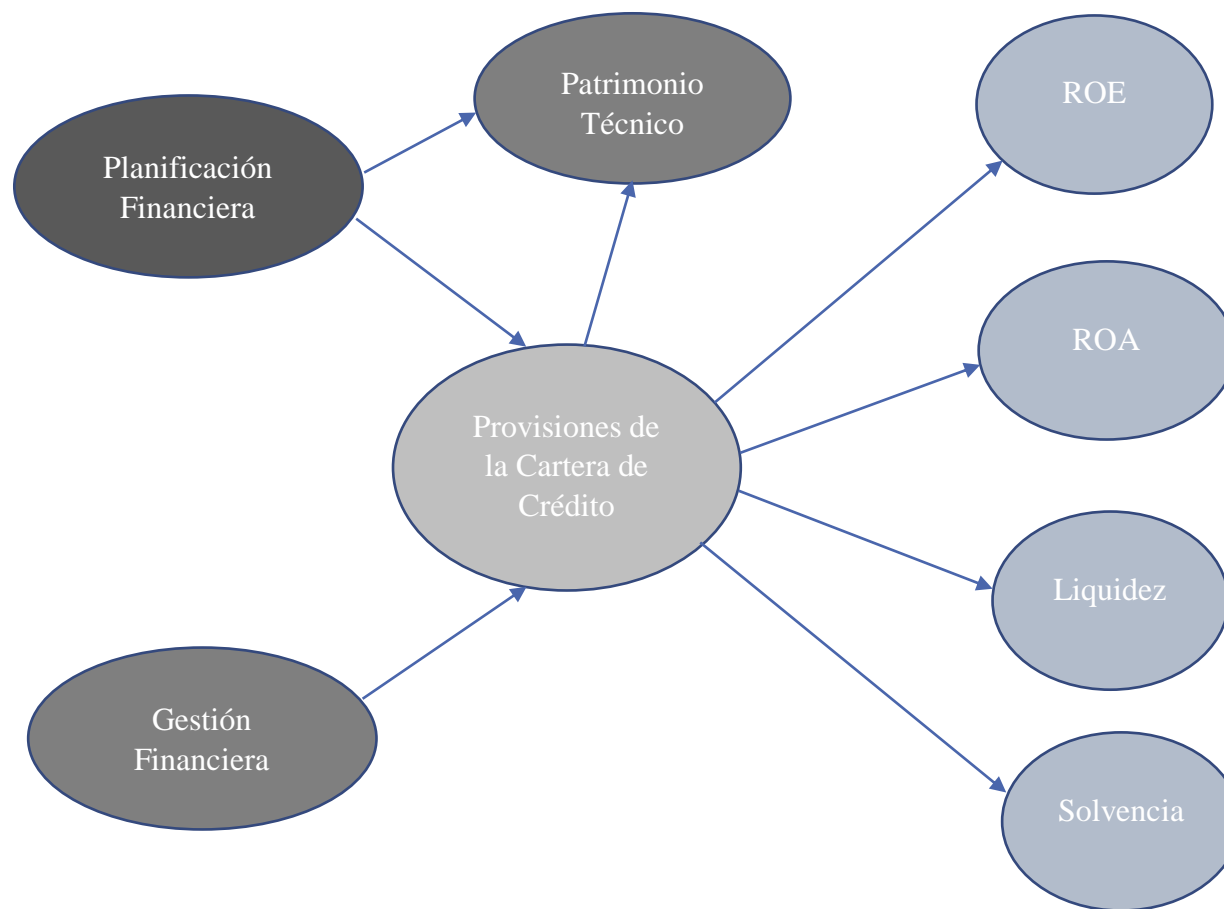 Patrimonio
Técnico
ROE
Planificación
Financiera
ROA
Provisiones de
la Cartera de
Crédito
Liquidez
Gestión
Financiera
Solvencia